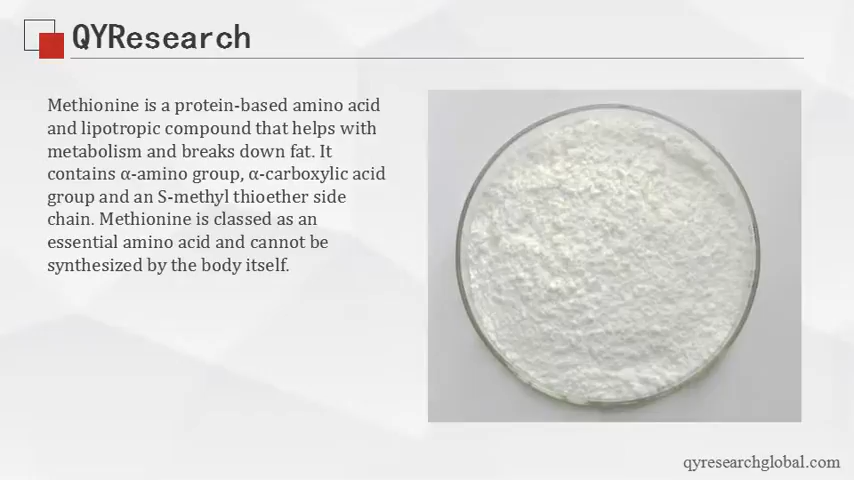 QYResearch
Methionine is a protein-based amino acid
and lipotropic compound that helps with
metabolism and breaks down fat. It
contains α-amino group, α-carboxylic acid
group and an S-methyl thioether side
chain. Methionine is classed as an
essential amino acid and cannot be
synthesized by the body itself.
qyresearchglobal.com